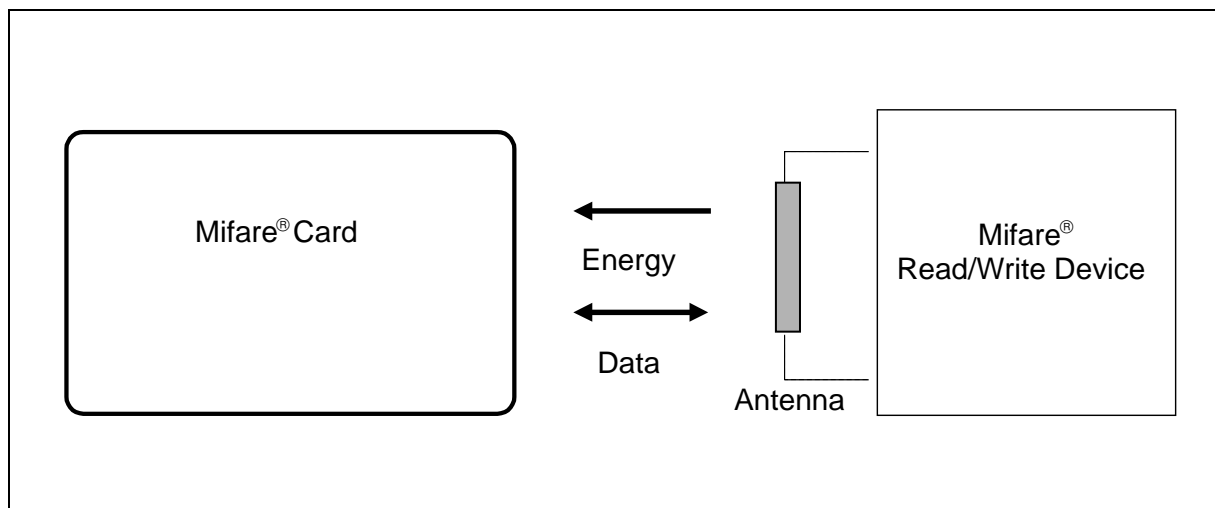 Mifare® Card
Energy
Data
Antenna
Mifare®
Read/Write Device